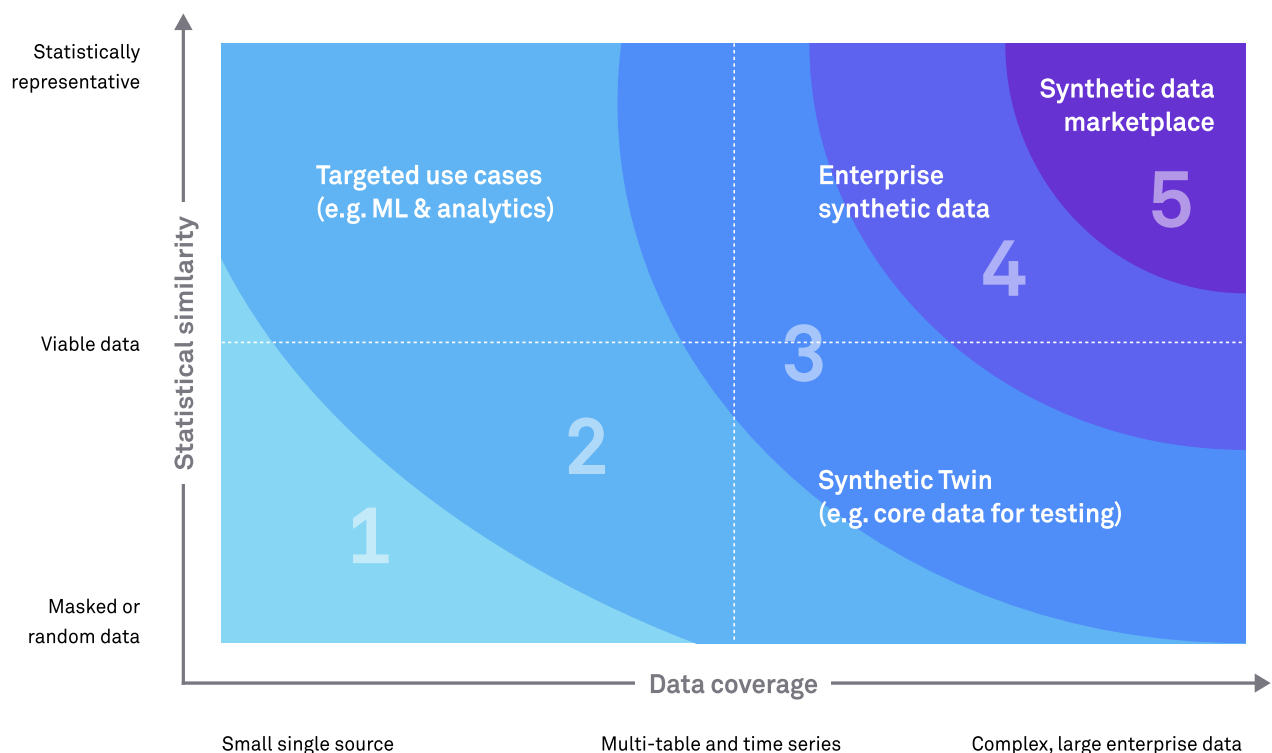 Statistically
representative
Synthetic data
marketplace
5
Targeted use cases
(e.g. ML & analytics)
Enterprise
synthetic data
4
Statistical similarity
Viable data
3
2
Synthetic Twin
(e.g. core data for testing)
1
Masked or
random data
Data coverage
Small single source
Multi-table and time series
Complex, large enterprise data